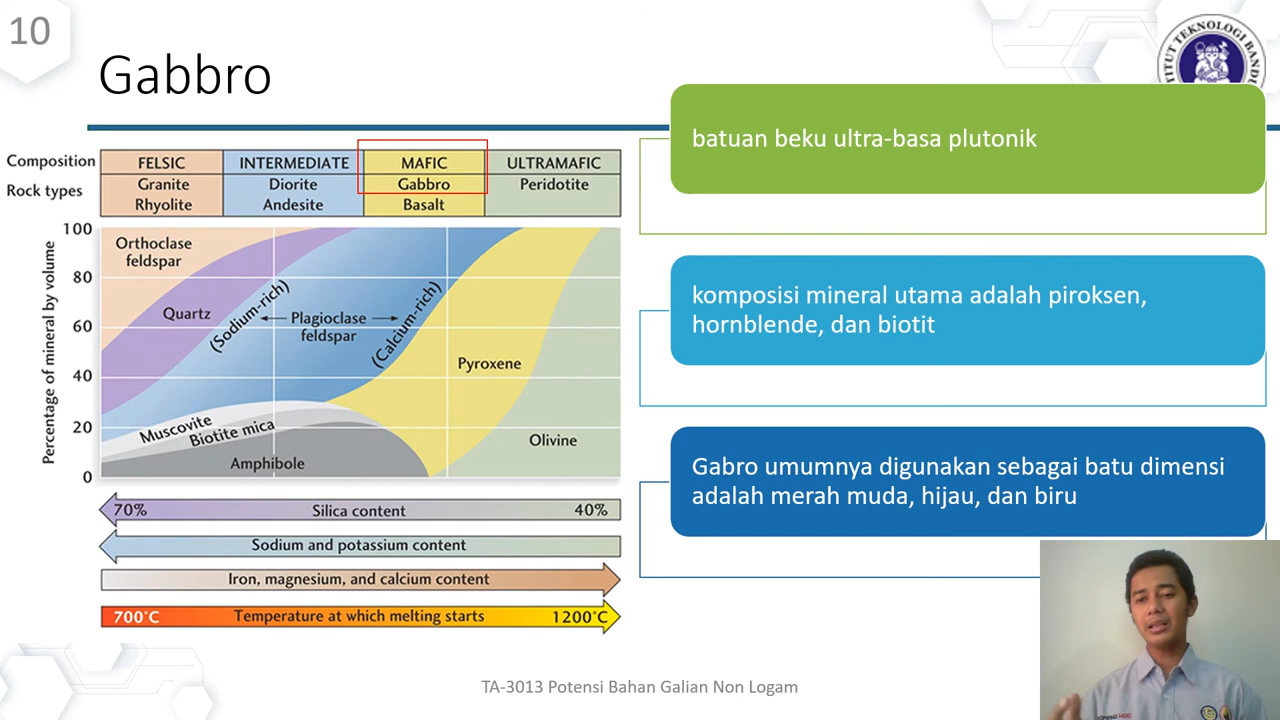 10
Gabbro
INSTITUT TEKNOLOGI BANDUNG
batuan beku ultra-basa plutonik
komposisi mineral utama adalah piroksen,
hornblende, dan biotit
Gabro umumnya digunakan sebagai batu dimensi
adalah merah muda, hijau, dan biru
Composition
FELSIC
INTERMEDIATE
MAFIC
ULTRAMAFIC
Rock types
Granite
Rhyolite
Diorite
Andesite
Gabbro
Basalt
Peridotite
Percentage of mineral by volume
100
80
60
40
20
0
Orthoclase
feldspar
Quartz
(Sodium-rich)
Plagioclase
feldspar
(Calcium-rich)
Pyroxene
Muscovite
Biotite mica
Amphibole
Olivine
70%
Silica content
40%
Sodium and potassium content
Iron, magnesium, and calcium content
700°C
Temperature at which melting starts
1200°C
TA-3013 Potensi Bahan Galian Non Logam